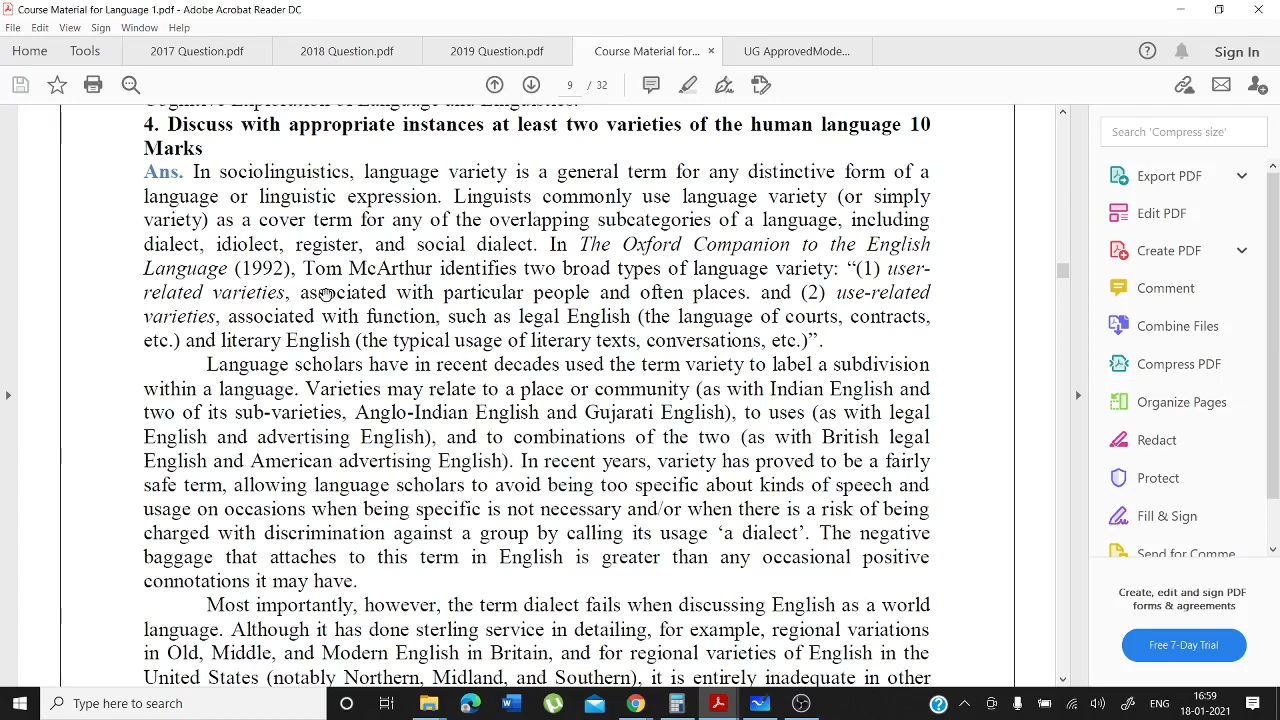 Course Material for Language 1.pdf - Adobe Acrobat Reader DC
File Edit View Sign Window Help
Home Tools 2017 Question.pdf 2018 Question.pdf 2019 Question.pdf Course Material for... × UG ApprovedMode... Sign In
9 / 32
Cognitive Exploration of Language and Linguistics.
4. Discuss with appropriate instances at least two varieties of the human language 10
Marks
Ans. In sociolinguistics, language variety is a general term for any distinctive form of a
language or linguistic expression. Linguists commonly use language variety (or simply
variety) as a cover term for any of the overlapping subcategories of a language, including
dialect, idiolect, register, and social dialect. In The Oxford Companion to the English
Language (1992), Tom McArthur identifies two broad types of language variety: “(1) user-
related varieties, associated with particular people and often places. and (2) use-related
varieties, associated with function, such as legal English (the language of courts, contracts,
etc.) and literary English (the typical usage of literary texts, conversations, etc.)”.
Language scholars have in recent decades used the term variety to label a subdivision
within a language. Varieties may relate to a place or community (as with Indian English and
two of its sub-varieties, Anglo-Indian English and Gujarati English), to uses (as with legal
English and advertising English), and to combinations of the two (as with British legal
English and American advertising English). In recent years, variety has proved to be a fairly
safe term, allowing language scholars to avoid being too specific about kinds of speech and
usage on occasions when being specific is not necessary and/or when there is a risk of being
charged with discrimination against a group by calling its usage ‘a dialect’. The negative
baggage that attaches to this term in English is greater than any occasional positive
connotations it may have.
Most importantly, however, the term dialect fails when discussing English as a world
language. Although it has done sterling service in detailing, for example, regional variations
in Old, Middle, and Modern English in Britain, and for regional varieties of English in the
United States (notably Northern, Midland, and Southern), it is entirely inadequate in other
Search 'Compress size'
Export PDF
Edit PDF
Create PDF
Comment
Combine Files
Compress PDF
Organize Pages
Redact
Protect
Fill & Sign
Send for Comme
Create, edit and sign PDF
forms & agreements
Free 7-Day Trial
Type here to search
ENG
16:59
18-01-2021